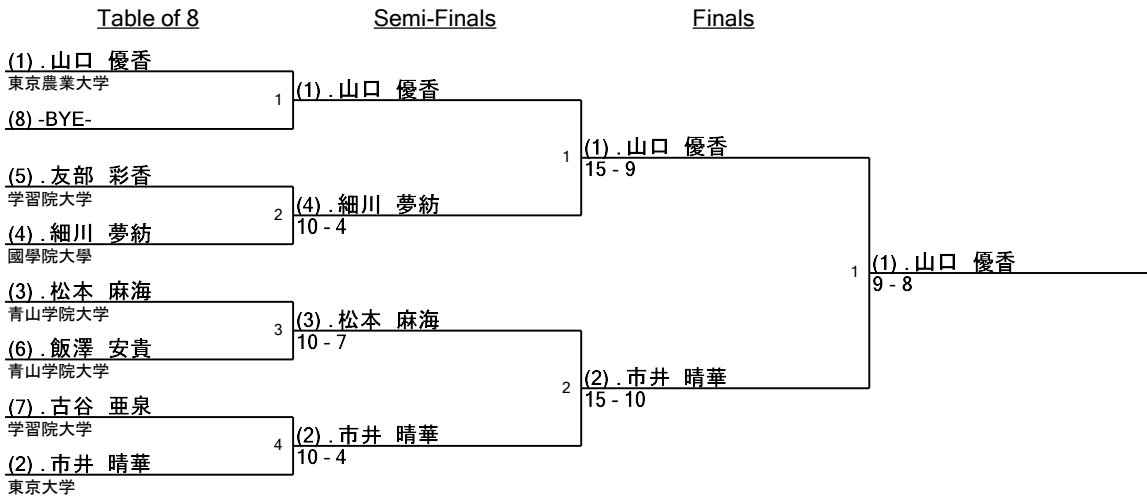 Table of 8 Semi-Finals Finals
(1) . 山口 優香
東京農業大学
1
(8) -BYE-
(1) . 山口 優香
(5) . 友部 彩香
学習院大学
2
(4) . 細川 夢紡
國學院大學
(4) . 細川 夢紡
10 - 4
1
(1) . 山口 優香
15 - 9
(3) . 松本 麻海
青山学院大学
3
(6) . 飯澤 安貴
青山学院大学
(3) . 松本 麻海
10 - 7
(7) . 古谷 亜泉
学習院大学
4
(2) . 市井 晴華
東京大学
(2) . 市井 晴華
10 - 4
2
(2) . 市井 晴華
15 - 10
1
(1) . 山口 優香
9 - 8